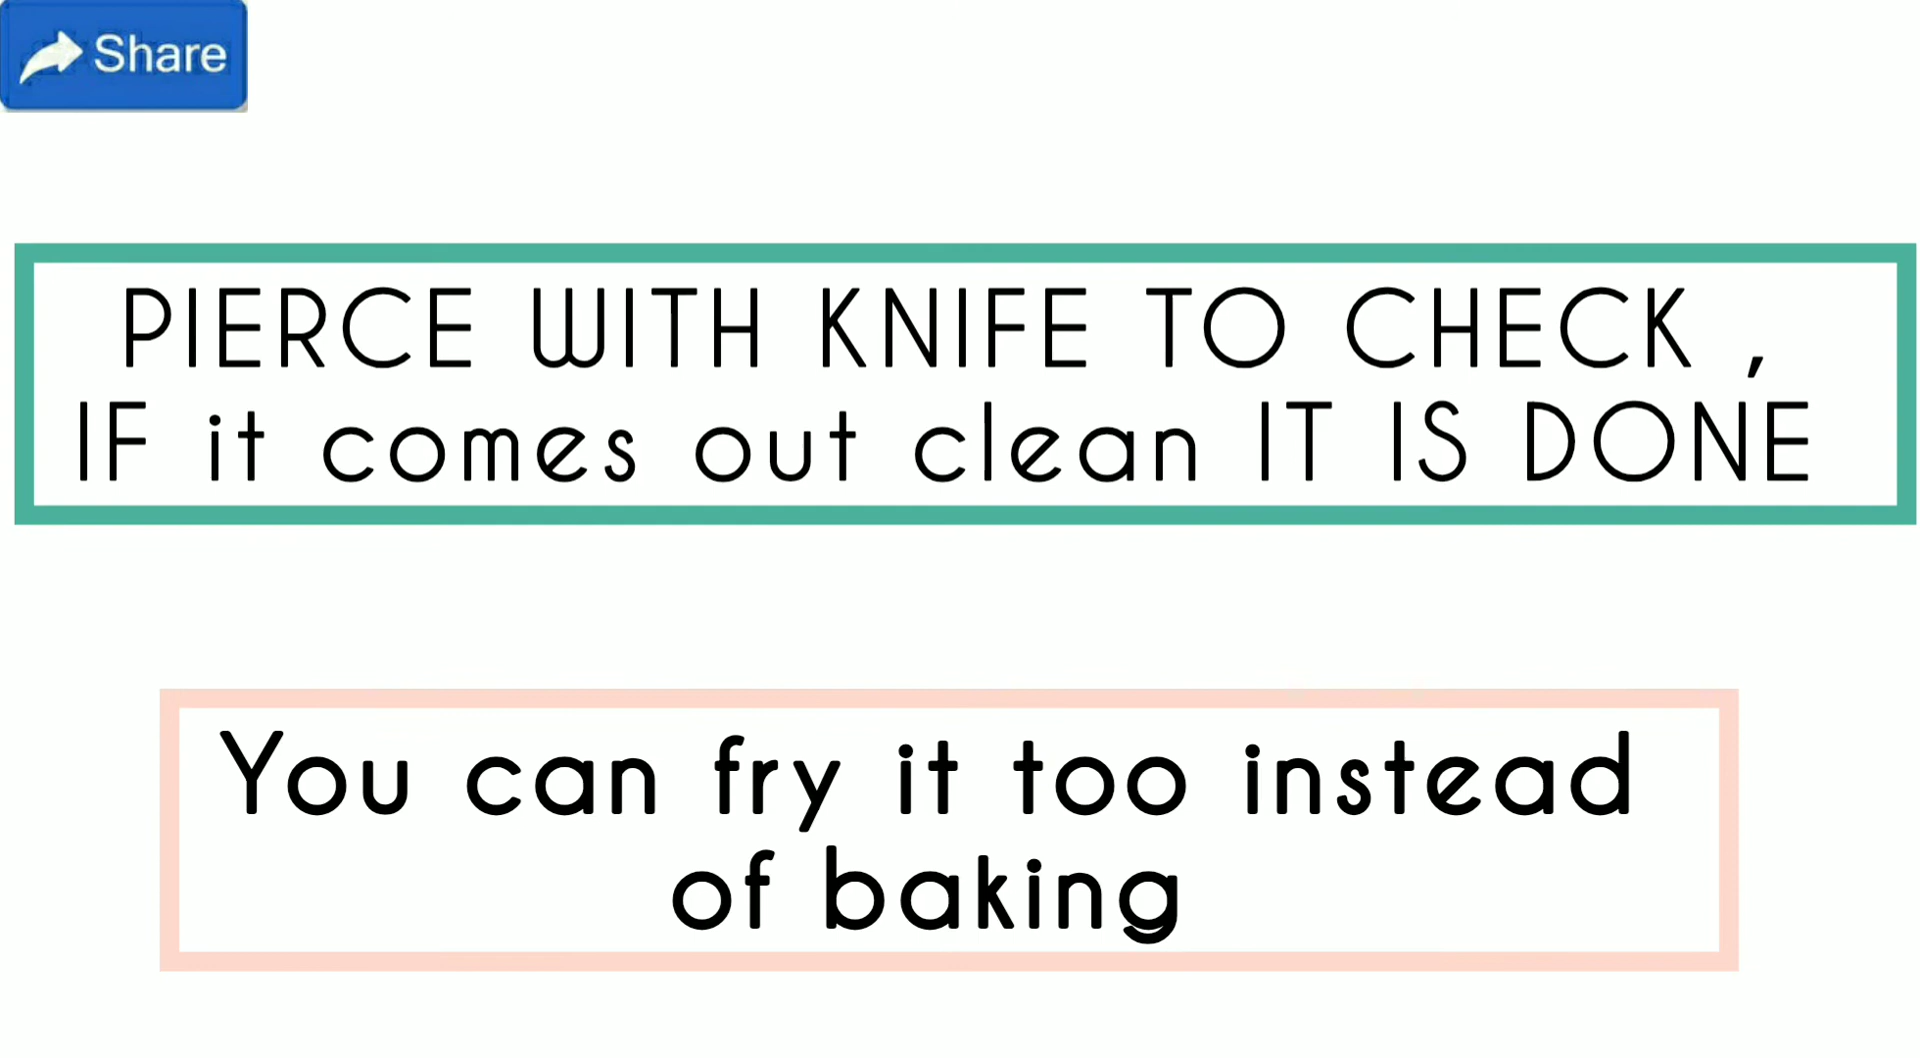 Share
PIERCE WITH KNIFE TO CHECK ,
IF it comes out clean IT IS DONE
You can fry it too instead
of baking